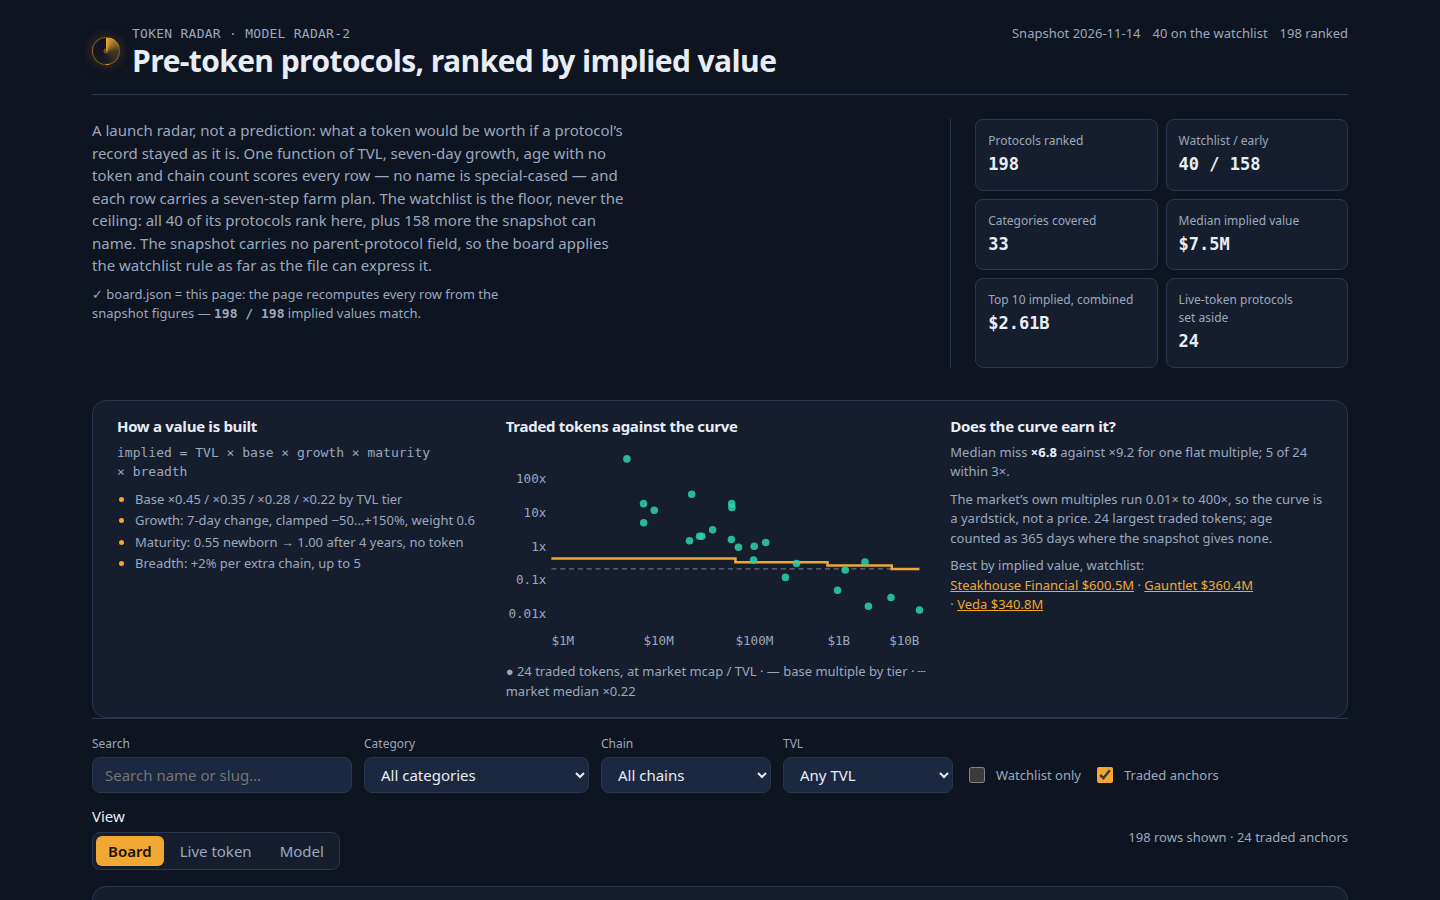 TOKEN RADAR · MODEL RADAR-2
Pre-token protocols, ranked by implied value
Snapshot 2026-11-14 40 on the watchlist 198 ranked
A launch radar, not a prediction: what a token would be worth if a protocol's
record stayed as it is. One function of TVL, seven-day growth, age with no
token and chain count scores every row — no name is special-cased — and
each row carries a seven-step farm plan. The watchlist is the floor, never the
ceiling: all 40 of its protocols rank here, plus 158 more the snapshot can
name. The snapshot carries no parent-protocol field, so the board applies
the watchlist rule as far as the file can express it.
✓ board.json = this page: the page recomputes every row from the
snapshot figures — 198 / 198 implied values match.
Protocols ranked
198
Watchlist / early
40 / 158
Categories covered
33
Median implied value
$7.5M
Top 10 implied, combined
$2.61B
Live-token protocols
set aside
24
How a value is built
implied = TVL × base × growth × maturity
× breadth
• Base ×0.45 / ×0.35 / ×0.28 / ×0.22 by TVL tier
• Growth: 7-day change, clamped −50…+150%, weight 0.6
• Maturity: 0.55 newborn → 1.00 after 4 years, no token
• Breadth: +2% per extra chain, up to 5
Traded tokens against the curve
100x
10x
1x
0.1x
0.01x
$1M $10M $100M $1B $10B
● 24 traded tokens, at market mcap / TVL · — base multiple by tier · ┄
market median ×0.22
Does the curve earn it?
Median miss ×6.8 against ×9.2 for one flat multiple; 5 of 24
within 3×.
The market's own multiples run 0.01× to 400×, so the curve is
a yardstick, not a price. 24 largest traded tokens; age
counted as 365 days where the snapshot gives none.
Best by implied value, watchlist:
Steakhouse Financial $600.5M · Gauntlet $360.4M
· Veda $340.8M
Search
Search name or slug…
Category
All categories
Chain
All chains
TVL
Any TVL
Watchlist only
Traded anchors
View
Board Live token Model
198 rows shown · 24 traded anchors